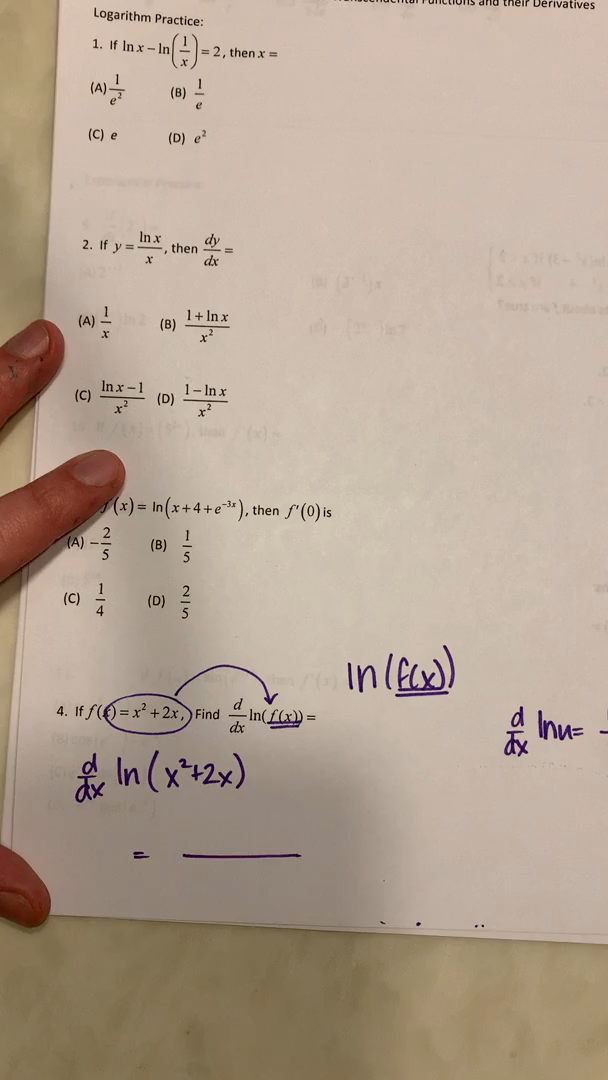 and their Derivatives
Logarithm Practice:
1. If ln x − ln(1/x) = 2, then x =
(A) 1/e² (B) 1/e
(C) e (D) e²
2. If y = ln x / x, then dy/dx =
(A) 1/x (B) (1 + ln x)/x²
(C) (ln x − 1)/x² (D) (1 − ln x)/x²
(x) = ln(x + 4 + e⁻³ˣ), then f′(0) is
(A) −2/5 (B) 1/5
(C) 1/4 (D) 2/5
ln(f(x))
4. If f(x) = x² + 2x, Find d/dx ln(f(x)) =
d/dx ln u =
d/dx ln(x²+2x)
=